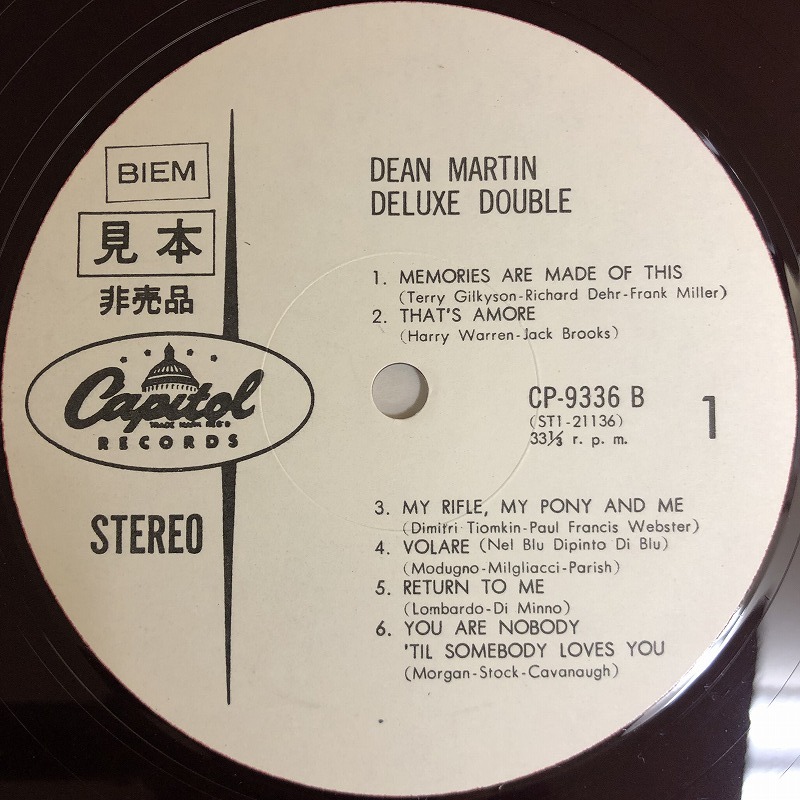 BIEM
見本
非売品
Capitol
TRADE MARK REG'D
RECORDS
STEREO
DEAN MARTIN
DELUXE DOUBLE
1. MEMORIES ARE MADE OF THIS
(Terry Gilkyson-Richard Dehr-Frank Miller)
2. THAT'S AMORE
(Harry Warren-Jack Brooks)
CP-9336 B
(ST1-21136)
33⅓ r. p. m.
1
3. MY RIFLE, MY PONY AND ME
(Dimitri Tiomkin-Paul Francis Webster)
4. VOLARE (Nel Blu Dipinto Di Blu)
(Modugno-Milgliacci-Parish)
5. RETURN TO ME
(Lombardo-Di Minno)
6. YOU ARE NOBODY
'TIL SOMEBODY LOVES YOU
(Morgan-Stock-Cavanaugh)